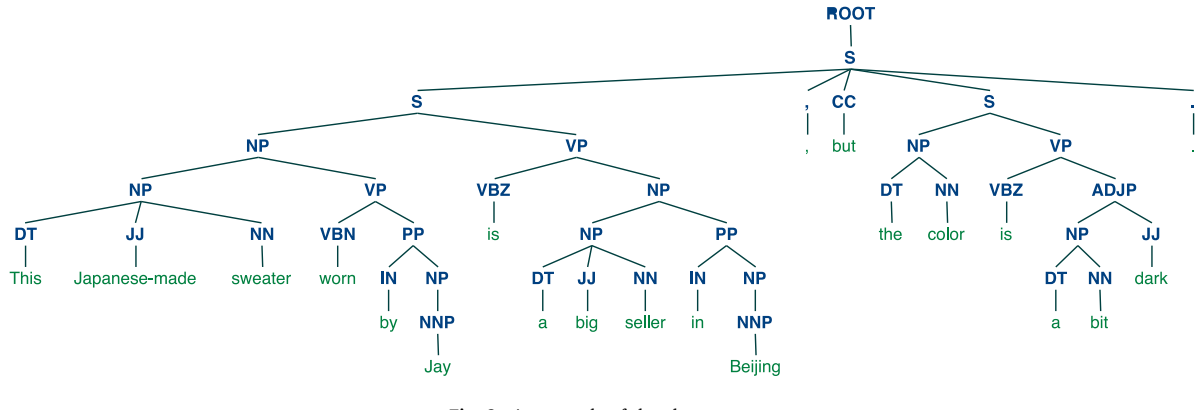 ROOT
S
S , CC S .
NP VP , but NP VP .
NP VP VBZ NP DT NN VBZ ADJP
DT JJ NN VBN PP is NP PP the color is NP JJ
This Japanese-made sweater worn IN NP DT JJ NN IN NP DT NN dark
by NNP a big seller in NNP a bit
Jay Beijing